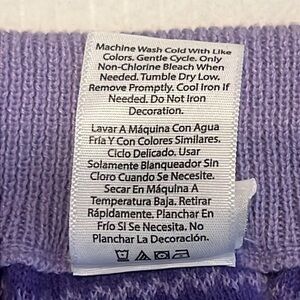 Machine Wash Cold With Like
Colors. Gentle Cycle. Only
Non-Chlorine Bleach When
Needed. Tumble Dry Low.
Remove Promptly. Cool Iron If
Needed. Do Not Iron
Decoration.
Lavar A Máquina Con Agua
Fría Y Con Colores Similares.
Ciclo Delicado. Usar
Solamente Blanqueador Sin
Cloro Cuando Se Necesite.
Secar En Máquina A
Temperatura Baja. Retirar
Rápidamente. Planchar En
Frío Si Se Necesita. No
Planchar La Decoración.